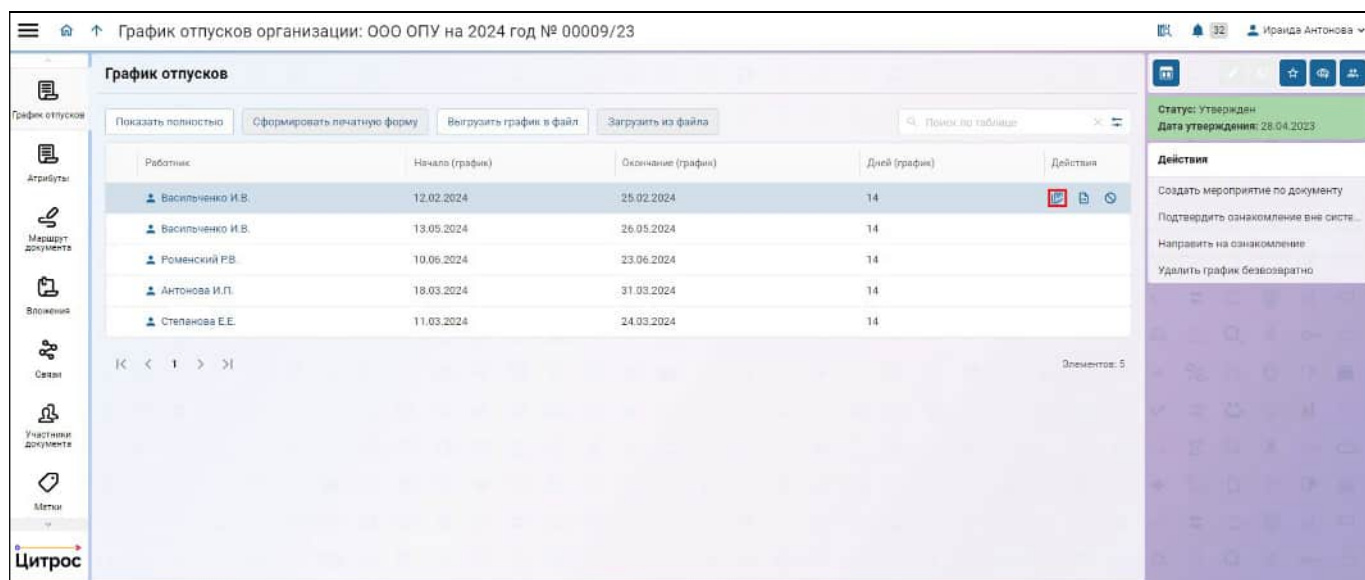 График отпусков организации: ООО ОПУ на 2024 год № 00009/23
32
Ираида Антонова
График отпусков
Атрибуты
Маршрут документа
Вложения
Связи
Участники документа
Метки
Цитрос
График отпусков
Показать полностью Сформировать печатную форму Выгрузить график в файл Загрузить из файла Поиск по таблице
Работник Начало (график) Окончание (график) Дней (график) Действия
Васильченко И.В. 12.02.2024 25.02.2024 14
Васильченко И.В. 13.05.2024 26.05.2024 14
Роменский Р.В. 10.06.2024 23.06.2024 14
Антонова И.П. 18.03.2024 31.03.2024 14
Степанова Е.Е. 11.03.2024 24.03.2024 14
1
Элементов: 5
Статус: Утвержден
Дата утверждения: 28.04.2023
Действия
Создать мероприятие по документу
Подтвердить ознакомление вне систе...
Направить на ознакомление
Удалить график безвозвратно